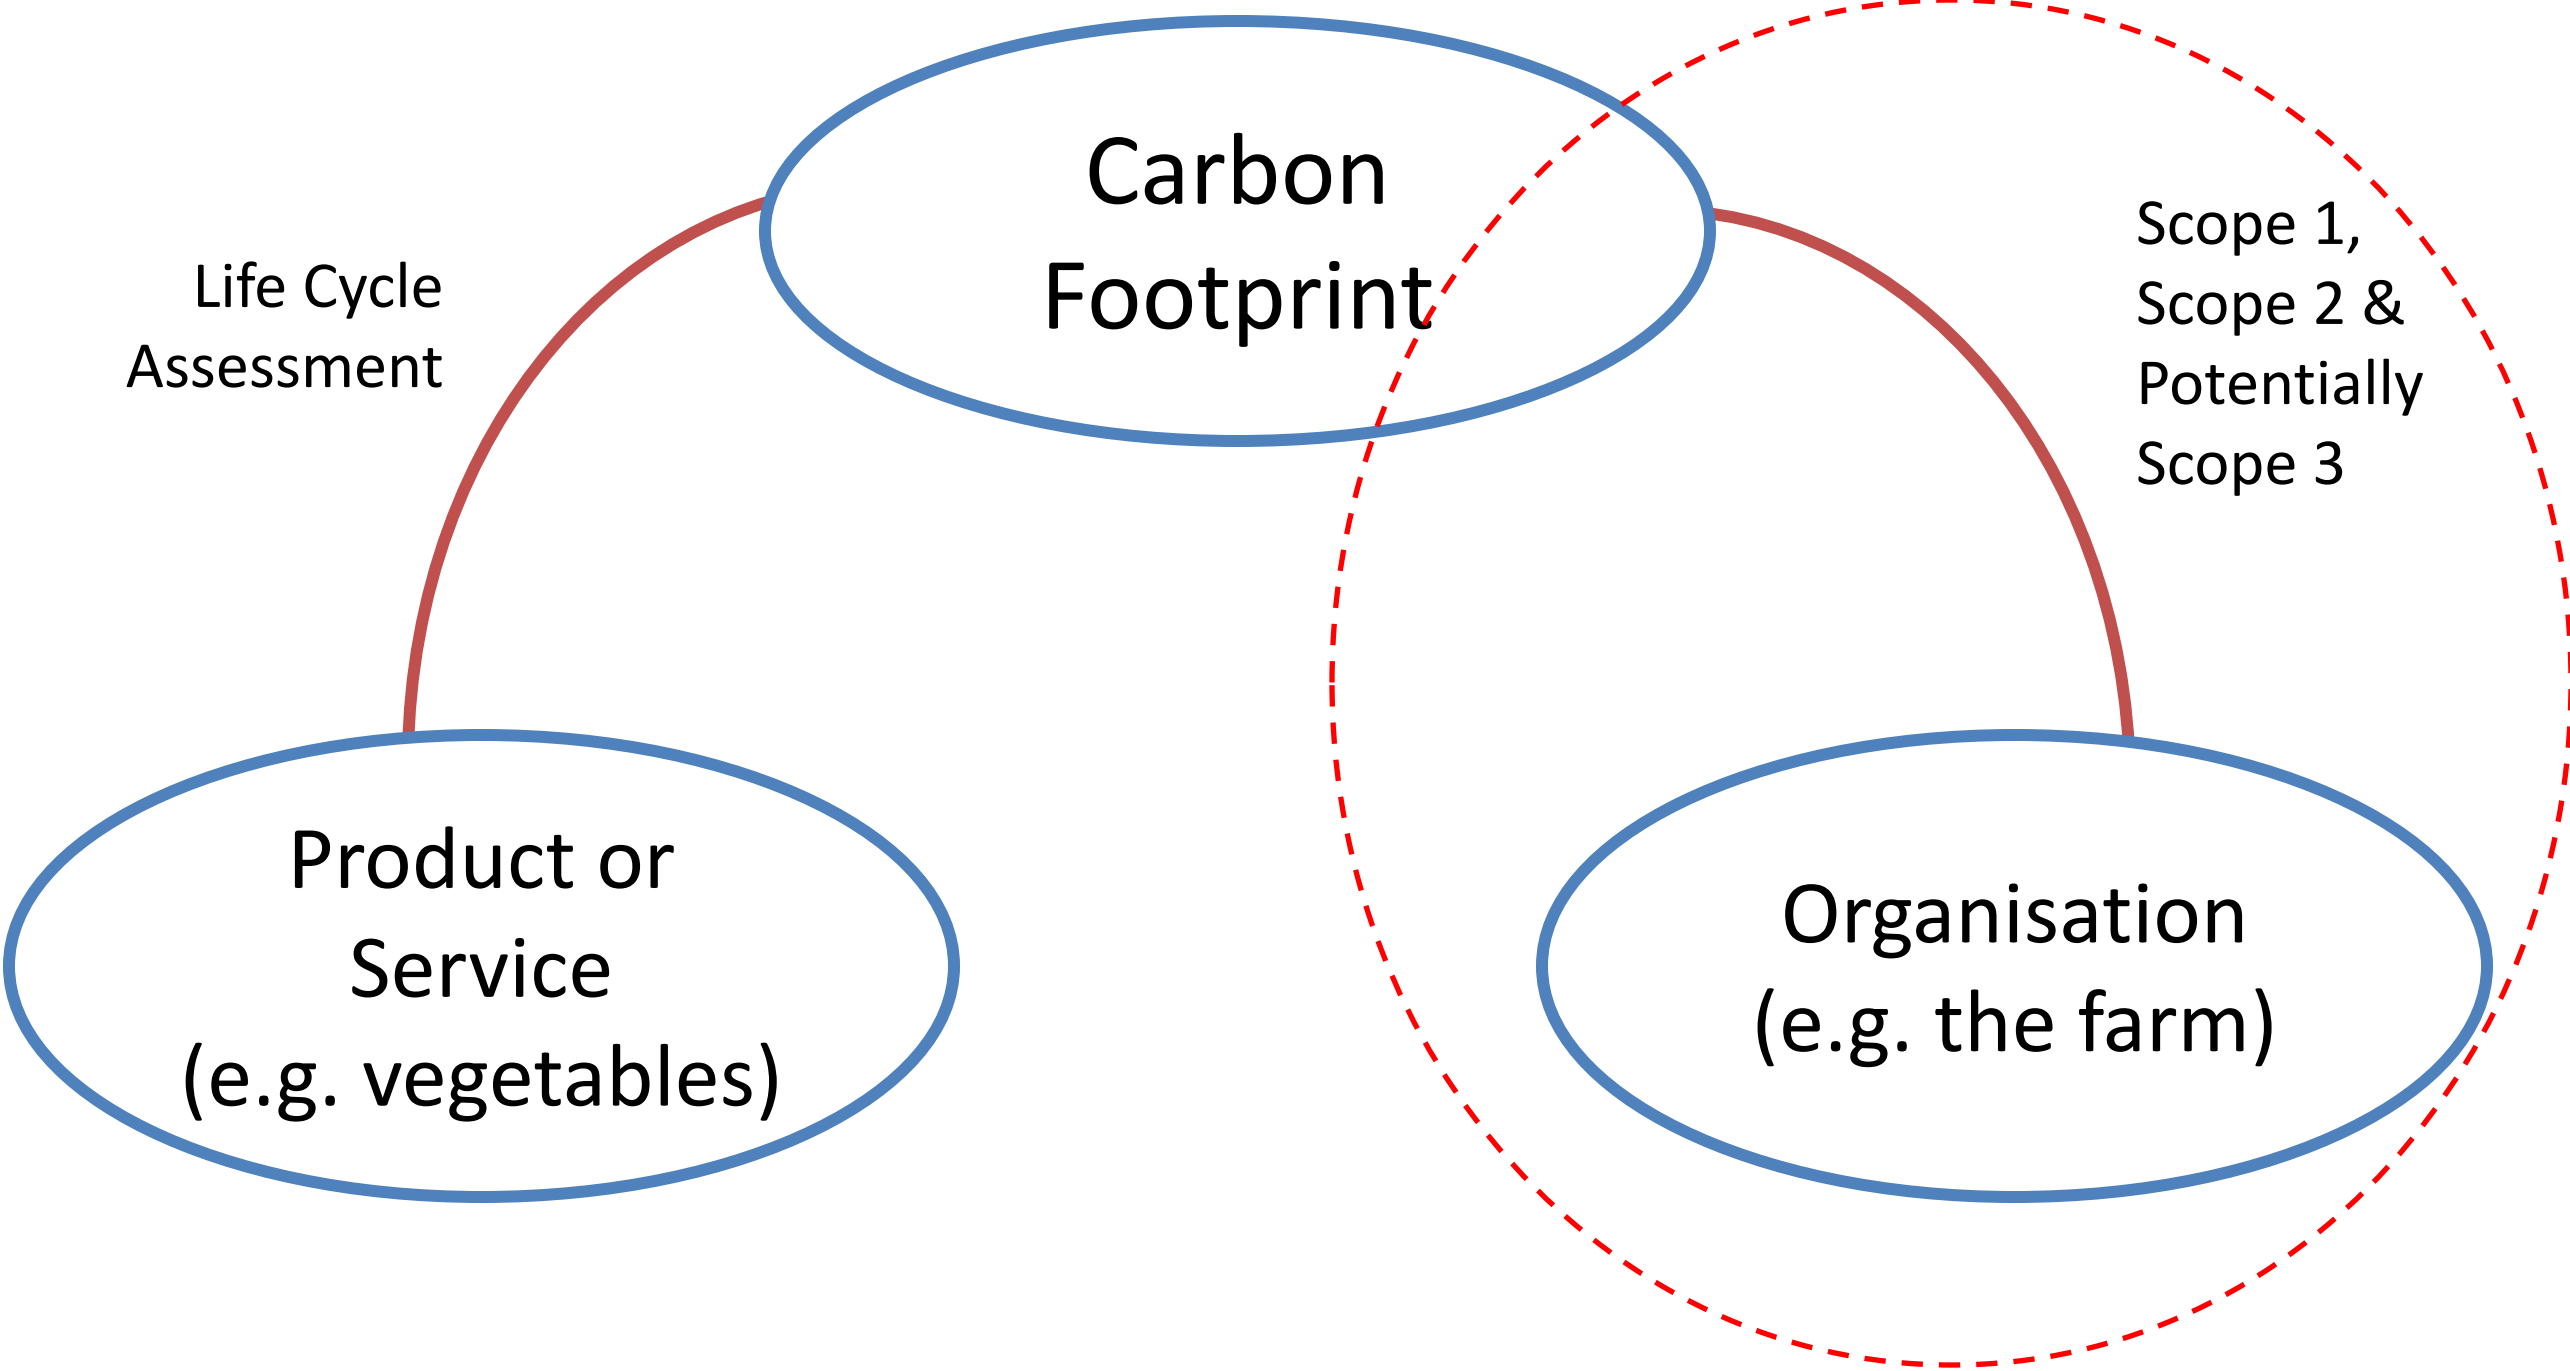 Carbon
Footprint
Life Cycle
Assessment
Scope 1,
Scope 2 &
Potentially
Scope 3
Product or
Service
(e.g. vegetables)
Organisation
(e.g. the farm)